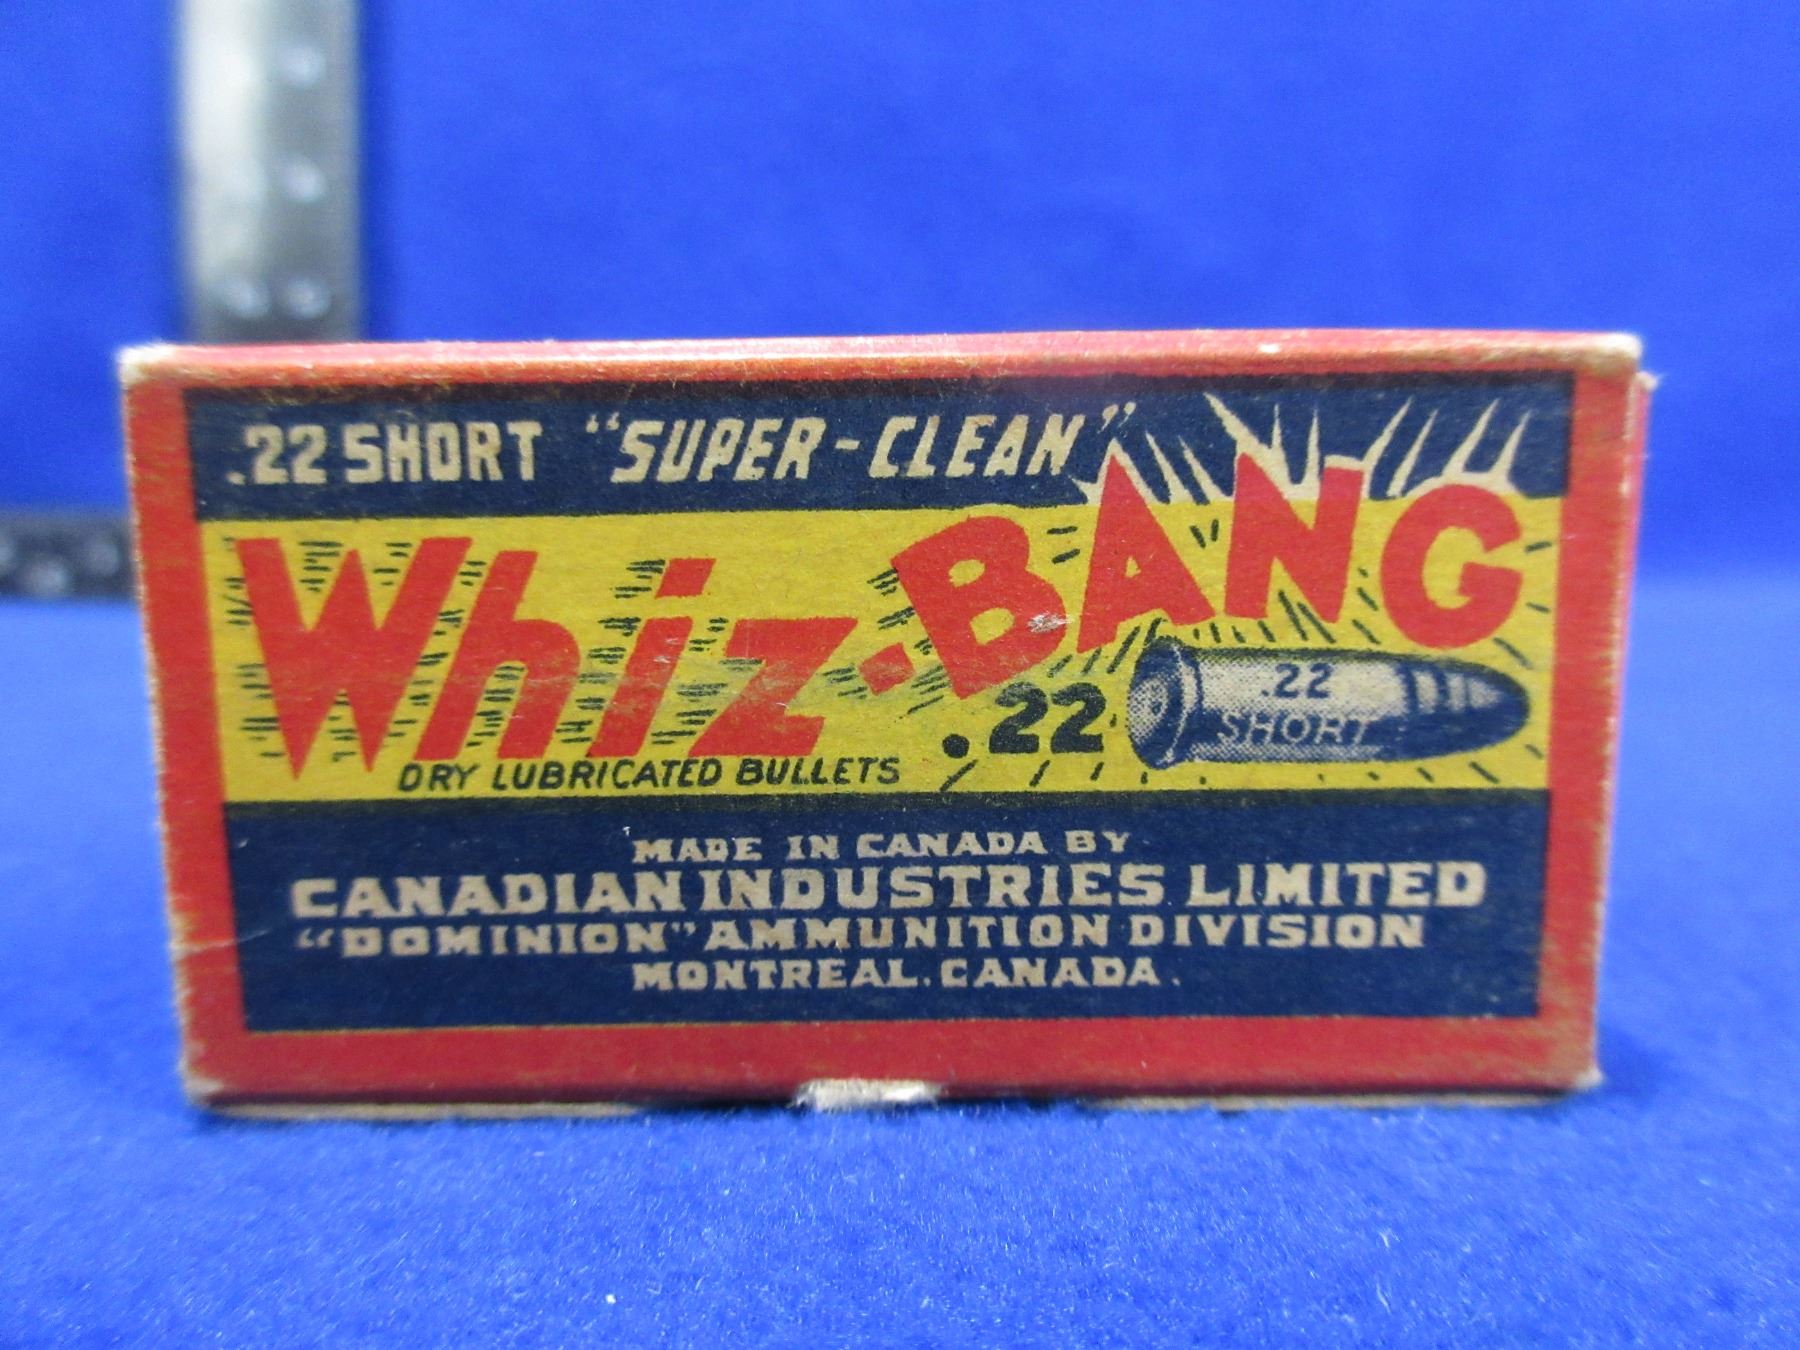 .22 SHORT "SUPER-CLEAN"
Whiz-BANG
DRY LUBRICATED BULLETS
.22
.22
SHORT
MADE IN CANADA BY
CANADIAN INDUSTRIES LIMITED
"DOMINION" AMMUNITION DIVISION
MONTREAL. CANADA.